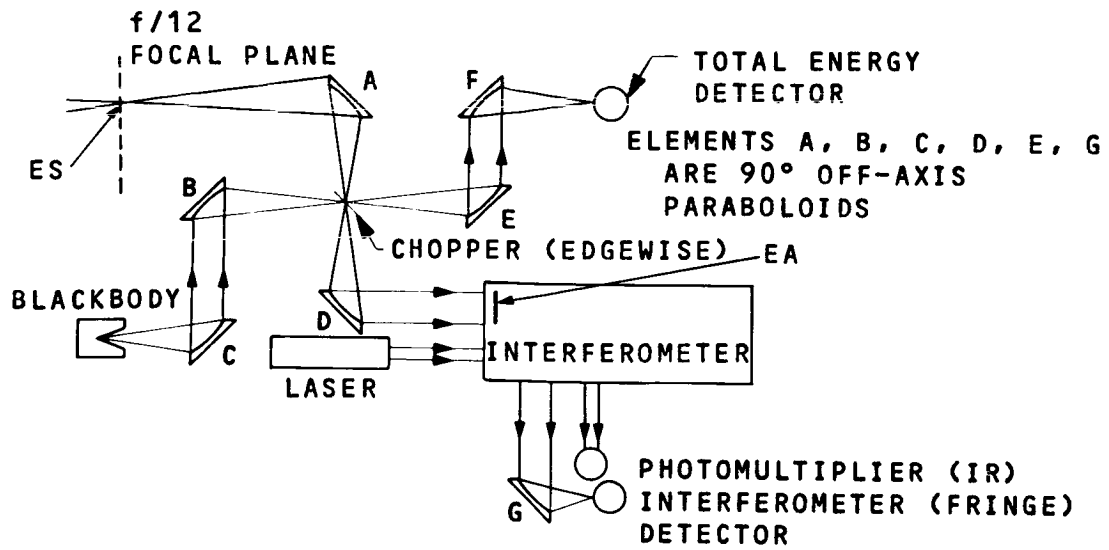 f/12
FOCAL PLANE
A
F
TOTAL ENERGY
DETECTOR
ES
B
E
ELEMENTS A, B, C, D, E, G
ARE 90° OFF-AXIS
PARABOLOIDS
CHOPPER (EDGEWISE)
EA
BLACKBODY
C
D
INTERFEROMETER
LASER
G
PHOTOMULTIPLIER (IR)
INTERFEROMETER (FRINGE)
DETECTOR